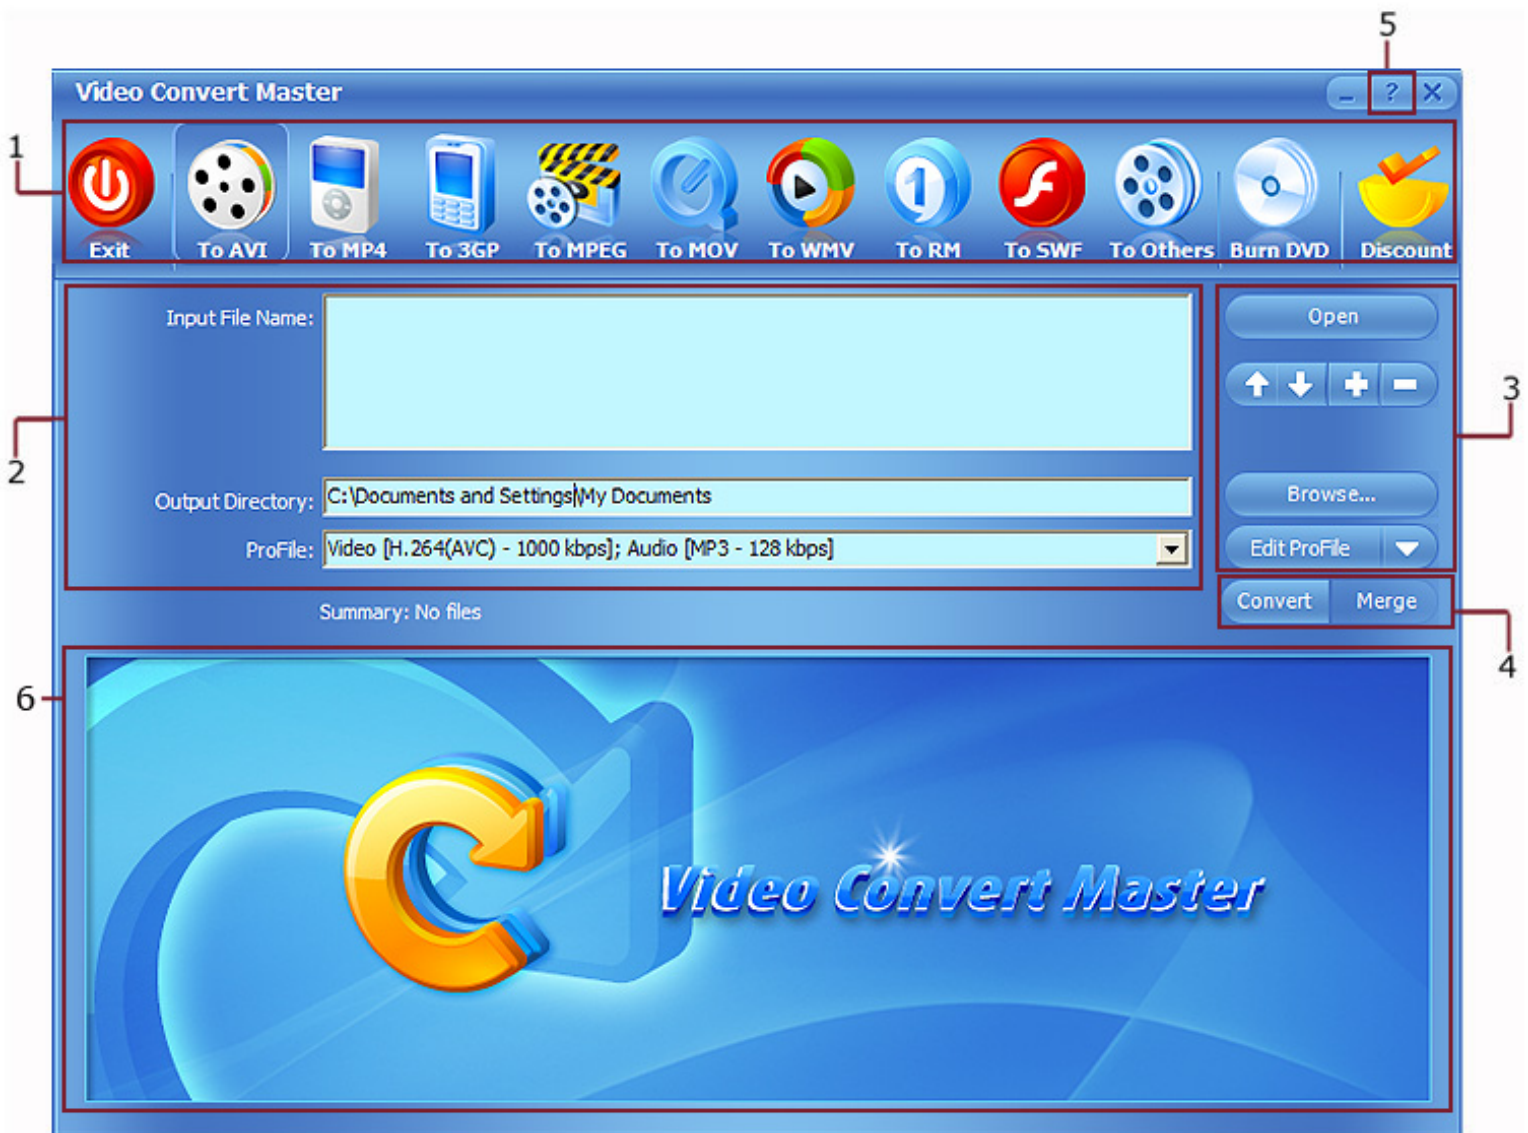 5
Video Convert Master
?
1
Exit
To AVI
To MP4
To 3GP
To MPEG
To MOV
To WMV
To RM
To SWF
To Others
Burn DVD
Discount
Input File Name:
Open
3
2
Output Directory:
C:\Documents and Settings\My Documents
Browse...
ProFile:
Video [H.264(AVC) - 1000 kbps]; Audio [MP3 - 128 kbps]
Edit ProFile
Summary: No files
Convert
Merge
4
6
Video Convert Master